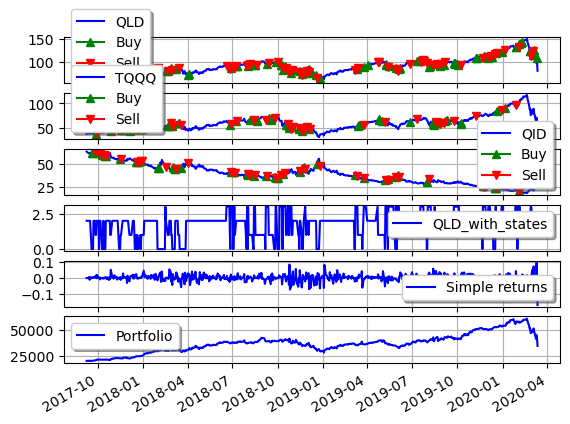 QLD
Buy
Sell
150
100
TQQQ
Buy
Sell
100
50
QID
Buy
Sell
50
25
QLD_with_states
2.5
0.0
Simple returns
0.1
0.0
−0.1
Portfolio
50000
25000
2017-10
2018-01
2018-04
2018-07
2018-10
2019-01
2019-04
2019-07
2019-10
2020-01
2020-04